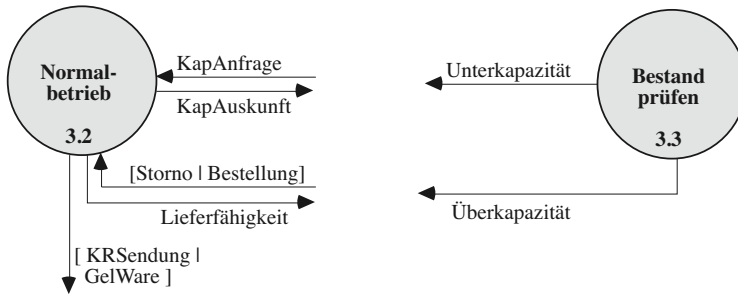 Normal-
betrieb
3.2
KapAnfrage
KapAuskunft
[Storno | Bestellung]
Lieferfähigkeit
[ KRSendung |
GelWare ]
Unterkapazität
Bestand
prüfen
3.3
Überkapazität